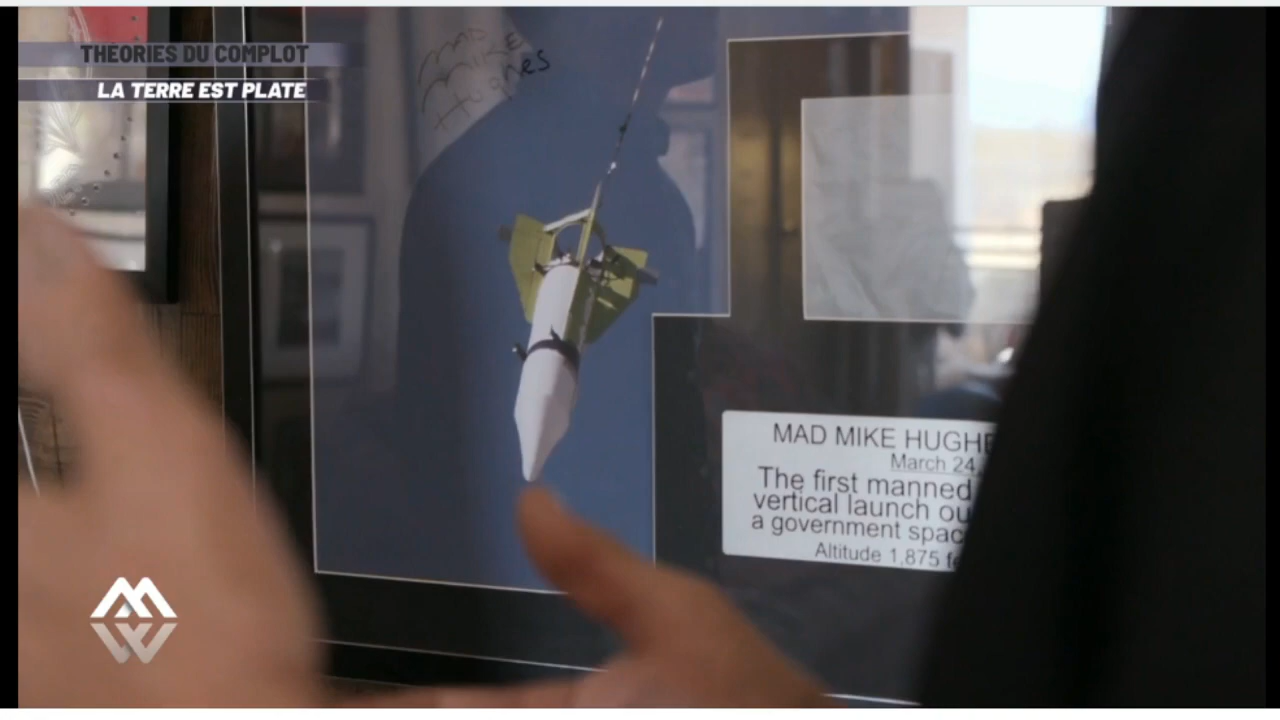 THÉORIES DU COMPLOT
LA TERRE EST PLATE
MAD
MIKE
Hughes
MAD MIKE HUGHE
March 24,
The first manned
vertical launch ou
a government spac
Altitude 1,875 fe